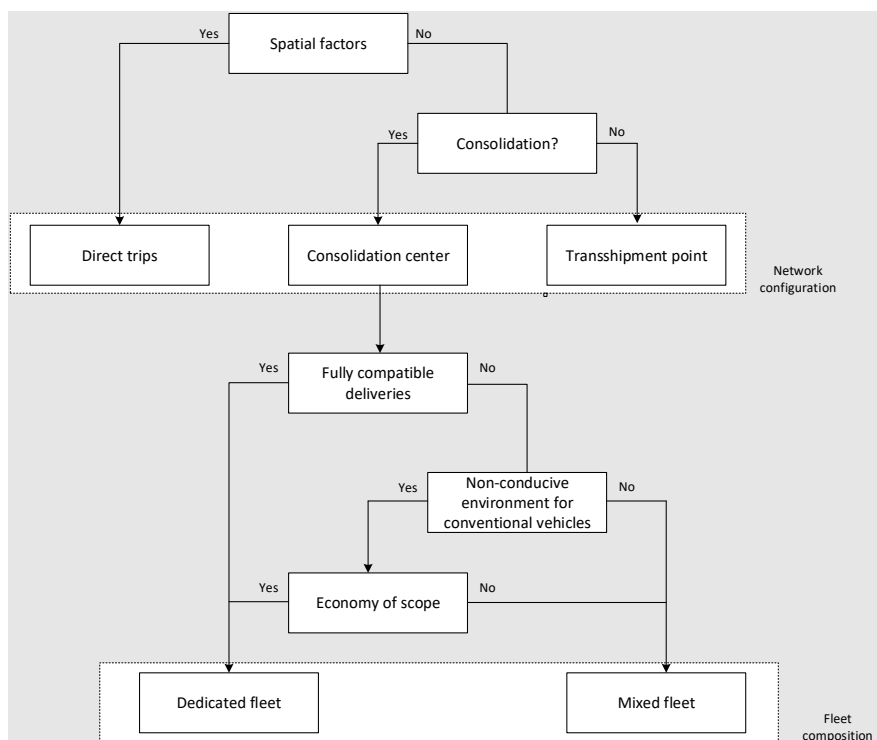 Yes
Spatial factors
No
Yes
Consolidation?
No
Direct trips
Consolidation center
Transshipment point
Network
configuration
Yes
Fully compatible
deliveries
No
Yes
Non-conducive
environment for
conventional vehicles
No
Yes
Economy of scope
No
Dedicated fleet
Mixed fleet
Fleet
composition